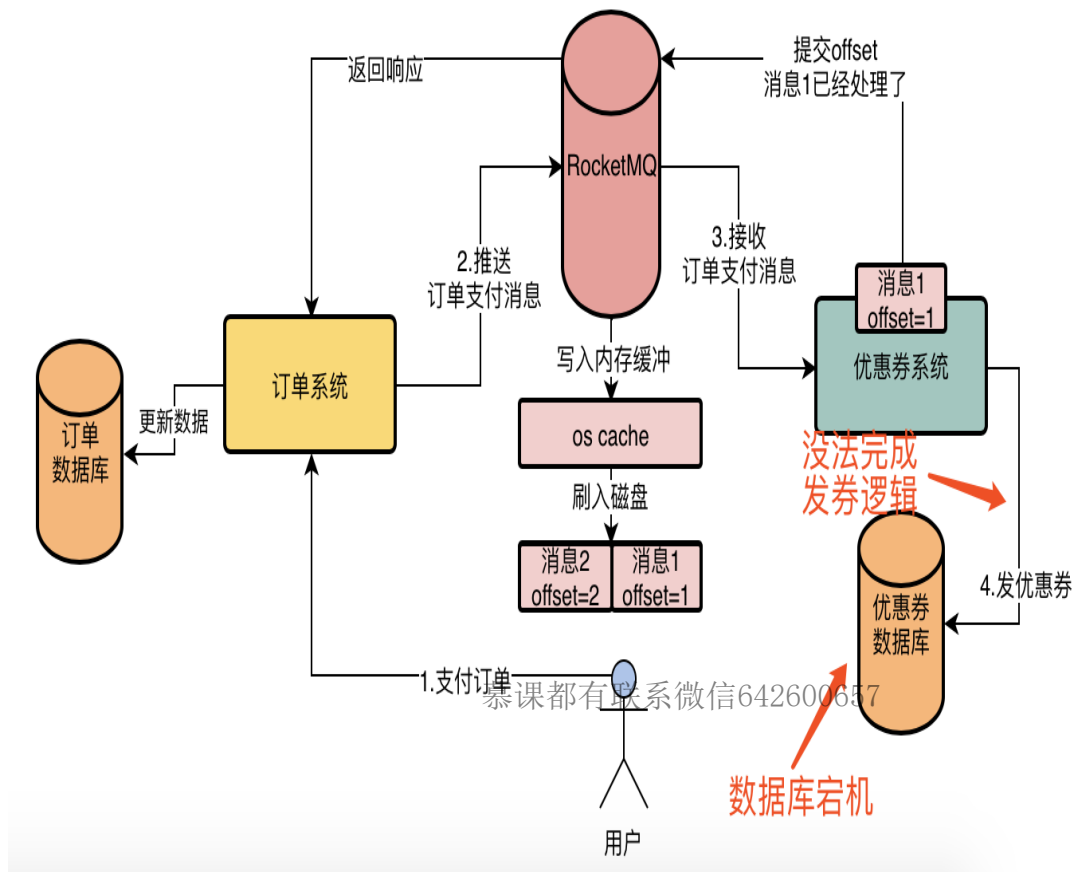 提交offset
消息1已经处理了
返回响应
RocketMQ
2.推送
订单支付消息
3.接收
订单支付消息
消息1
offset=1
优惠券系统
写入内存缓冲
订单系统
更新数据
订单
数据库
os cache
没法完成
发券逻辑
刷入磁盘
消息2
offset=2
消息1
offset=1
4.发优惠券
优惠券
数据库
1.支付订单
慕课都有联系微信642600657
数据库宕机
用户